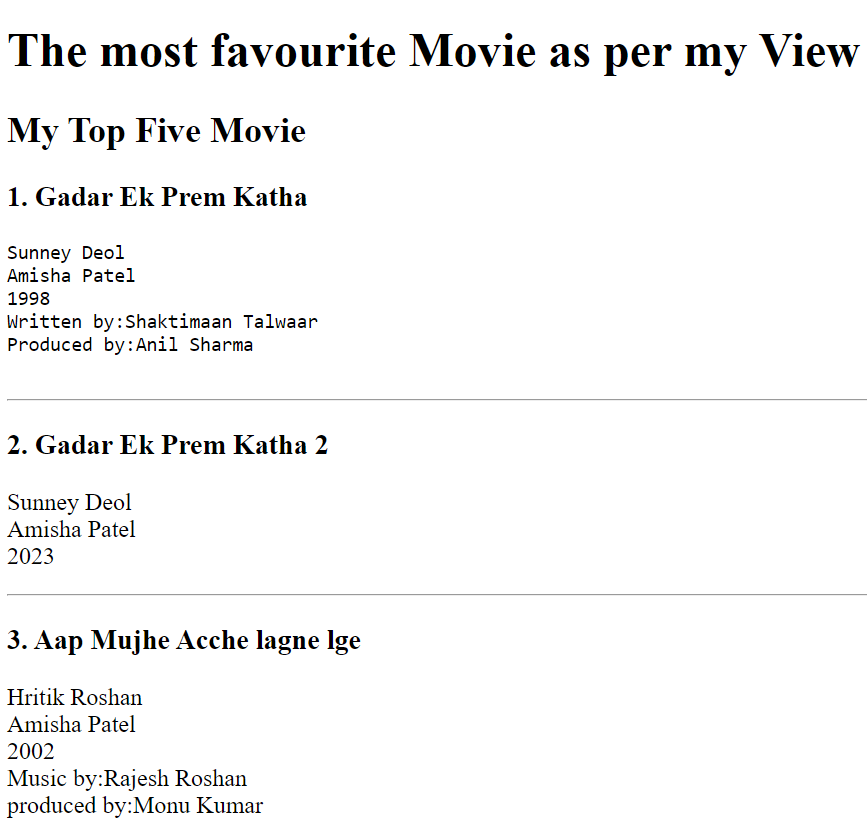 The most favourite Movie as per my View
My Top Five Movie
1. Gadar Ek Prem Katha
Sunney Deol
Amisha Patel
1998
Written by:Shaktimaan Talwaar
Produced by:Anil Sharma
2. Gadar Ek Prem Katha 2
Sunney Deol
Amisha Patel
2023
3. Aap Mujhe Acche lagne lge
Hritik Roshan
Amisha Patel
2002
Music by:Rajesh Roshan
produced by:Monu Kumar